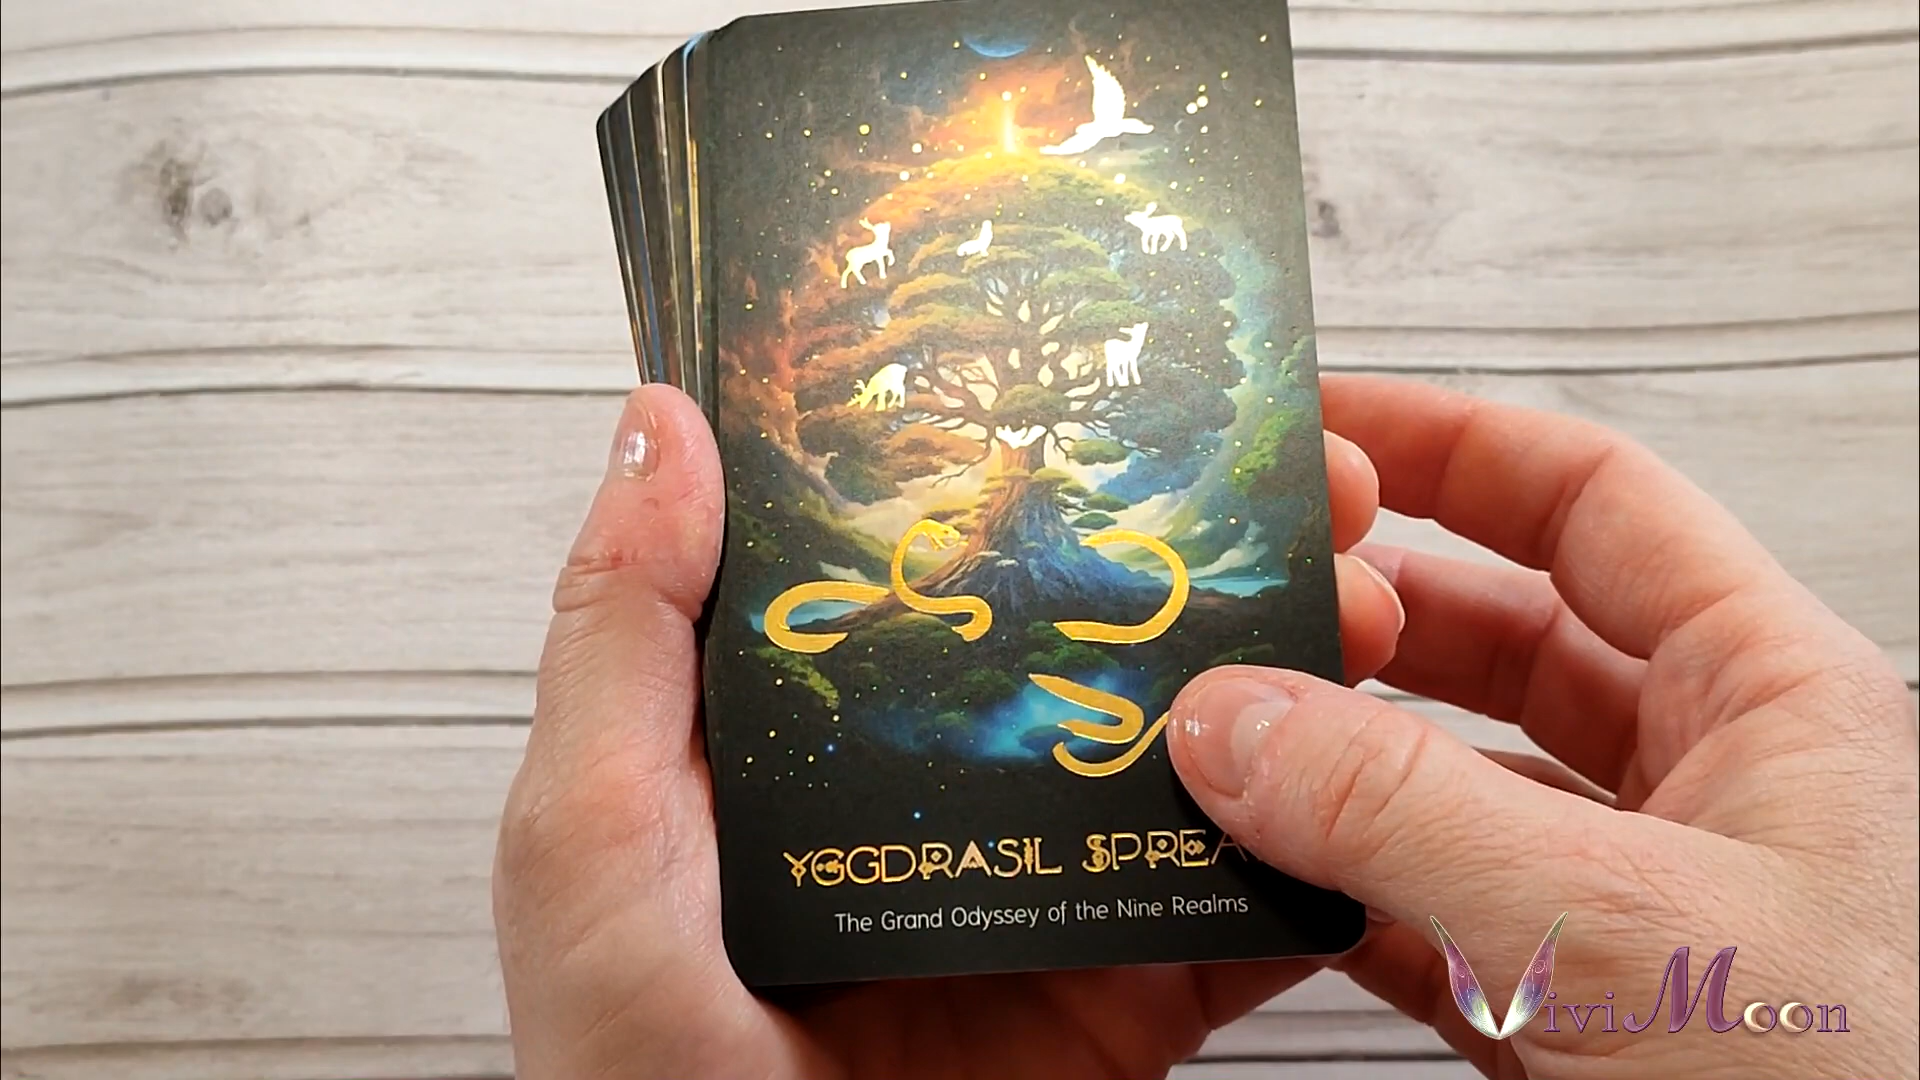 YGGDRASIL SPREA
The Grand Odyssey of the Nine Realms
ViviMoon